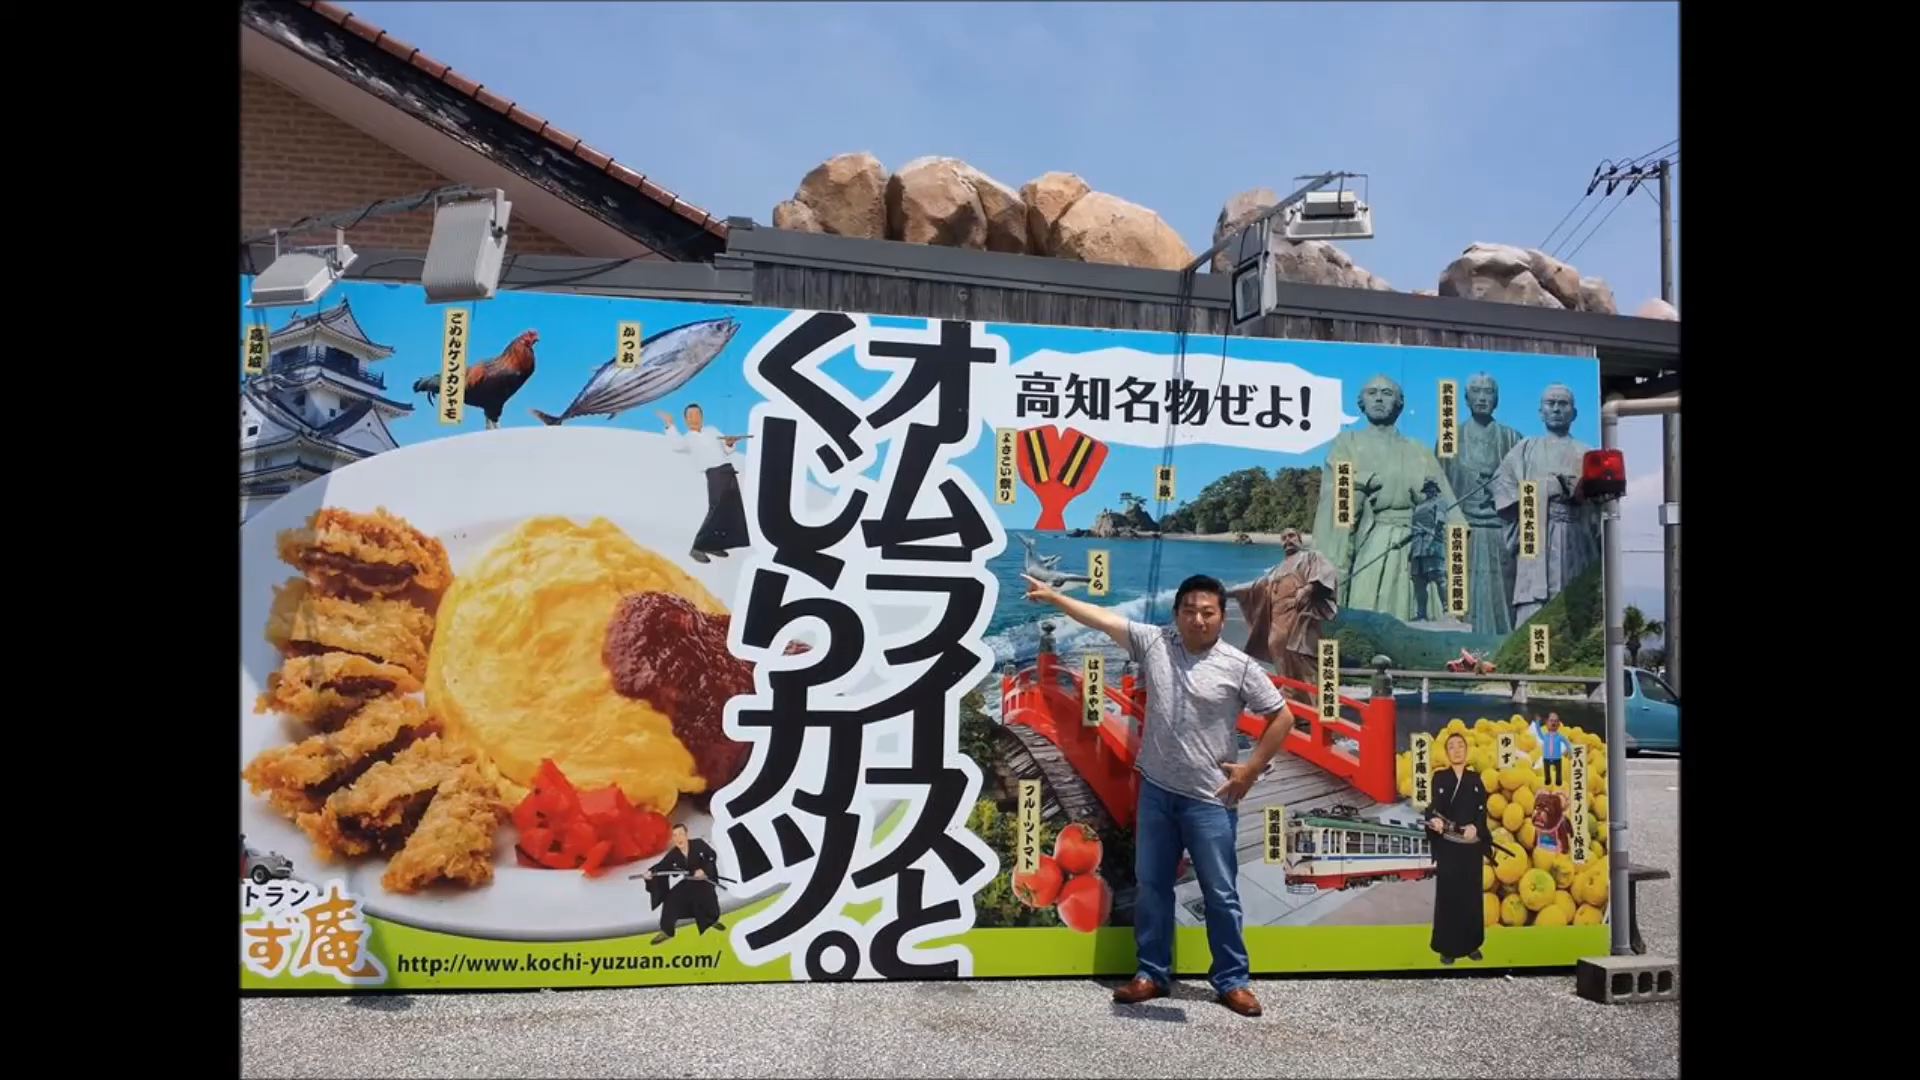 高知城
ごめんケンカシャモ
かつお
オムライスと
くじらカツ。
高知名物ぜよ！
よさこい祭り
桂浜
くじら
坂本龍馬像
武市半平太像
中岡慎太郎像
長宗我部元親像
岩崎弥太郎像
はりまや橋
沈下橋
フルーツトマト
路面電車
ゆず庵 社長
ゆず
デハラユキノリ：作品
トラン
ず庵
http://www.kochi-yuzuan.com/